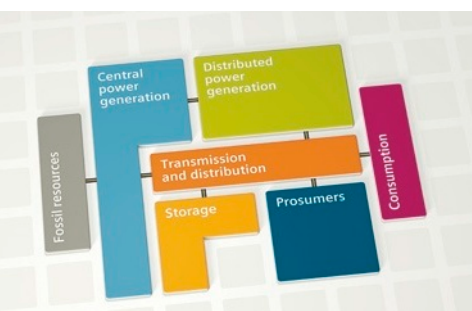 Central
power
generation
Distributed
power
generation
Fossil resources
Transmission
and distribution
Consumption
Storage
Prosumers